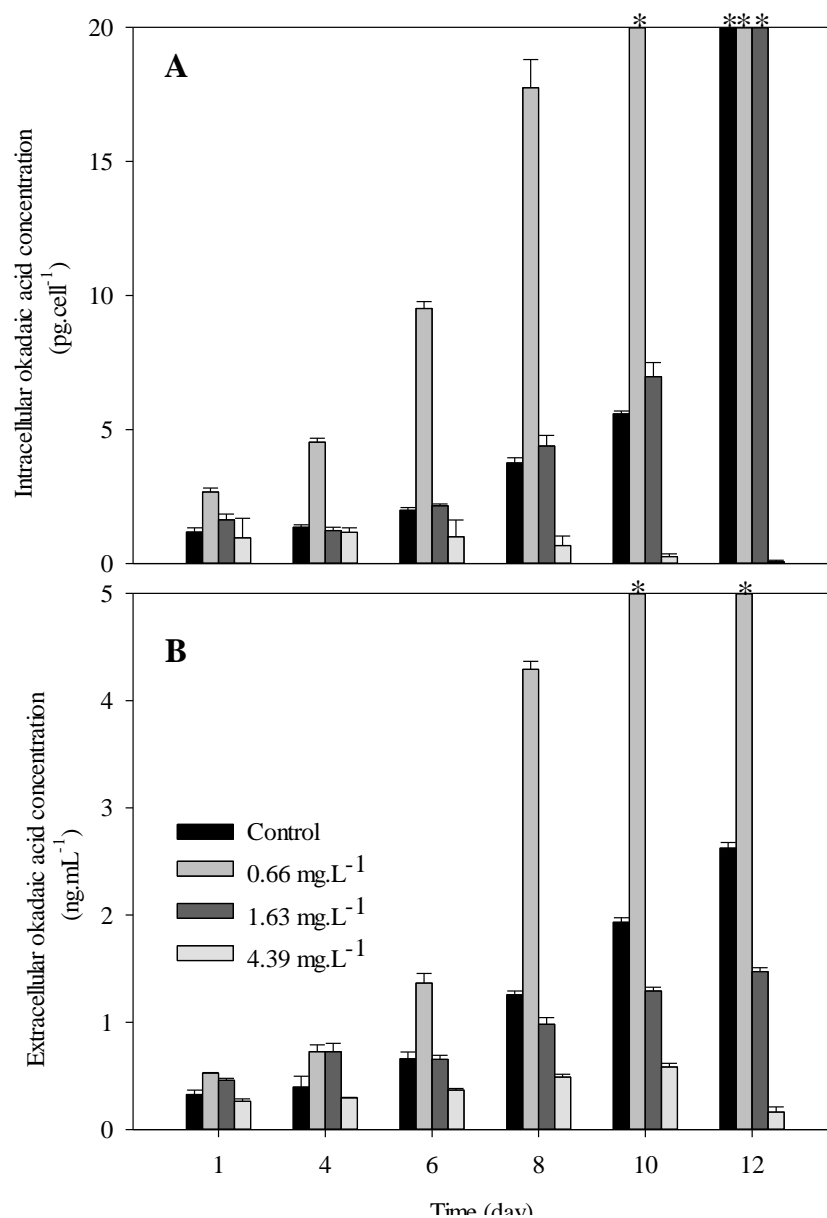 * *** 
20
A
15
10
5
0
Intracellular okadaic acid concentration
(pg.cell-1)
5
* *
B
4
3
2
1
0
Extracellular okadaic acid concentration
(ng.mL-1)
Control
0.66 mg.L-1
1.63 mg.L-1
4.39 mg.L-1
1 4 6 8 10 12
Time (day)